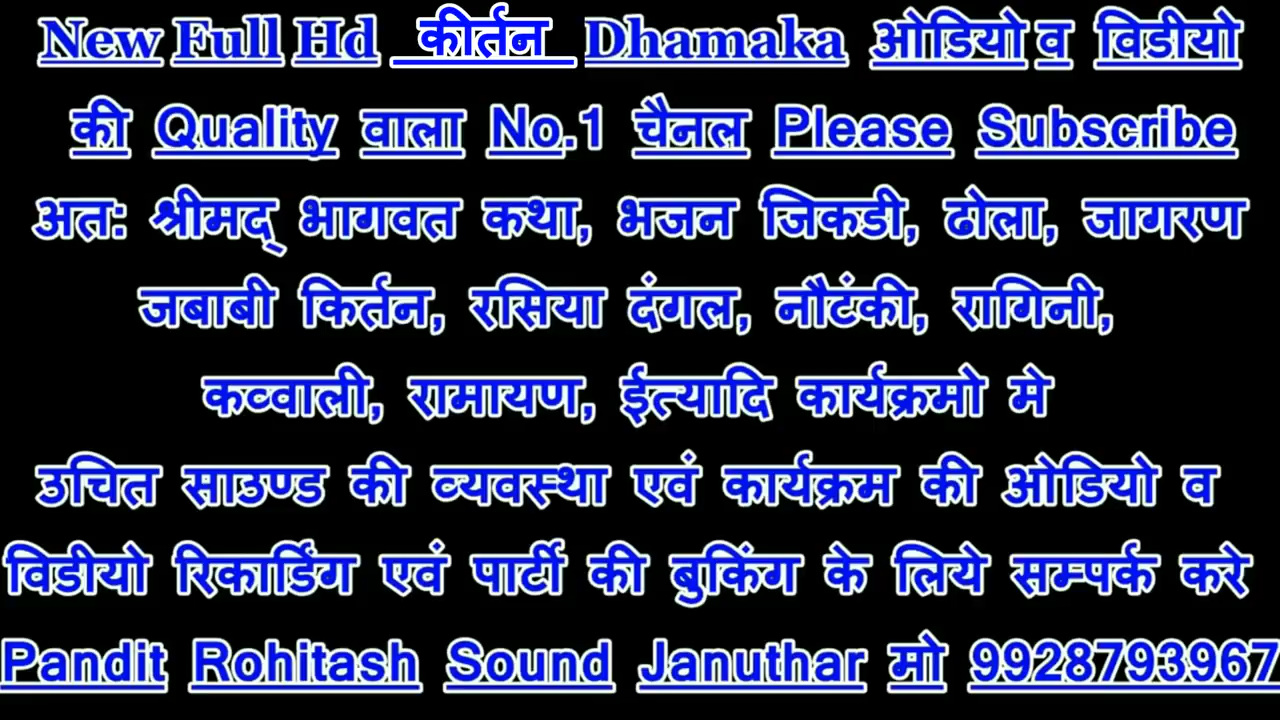 New Full Hd कीर्तन Dhamaka ओडियो व विडीयो
की Quality वाला No.1 चैनल Please Subscribe
अतः श्रीमद् भागवत कथा, भजन जिकडी, ढोला, जागरण
जबाबी किर्तन, रसिया दंगल, नौटंकी, रागिनी,
कव्वाली, रामायण, ईत्यादि कार्यक्रमो मे
उचित साउण्ड की व्यवस्था एवं कार्यक्रम की ओडियो व
विडीयो रिकार्डिंग एवं पार्टी की बुकिंग के लिये सम्पर्क करे
Pandit Rohitash Sound Januthar मो 9928793967